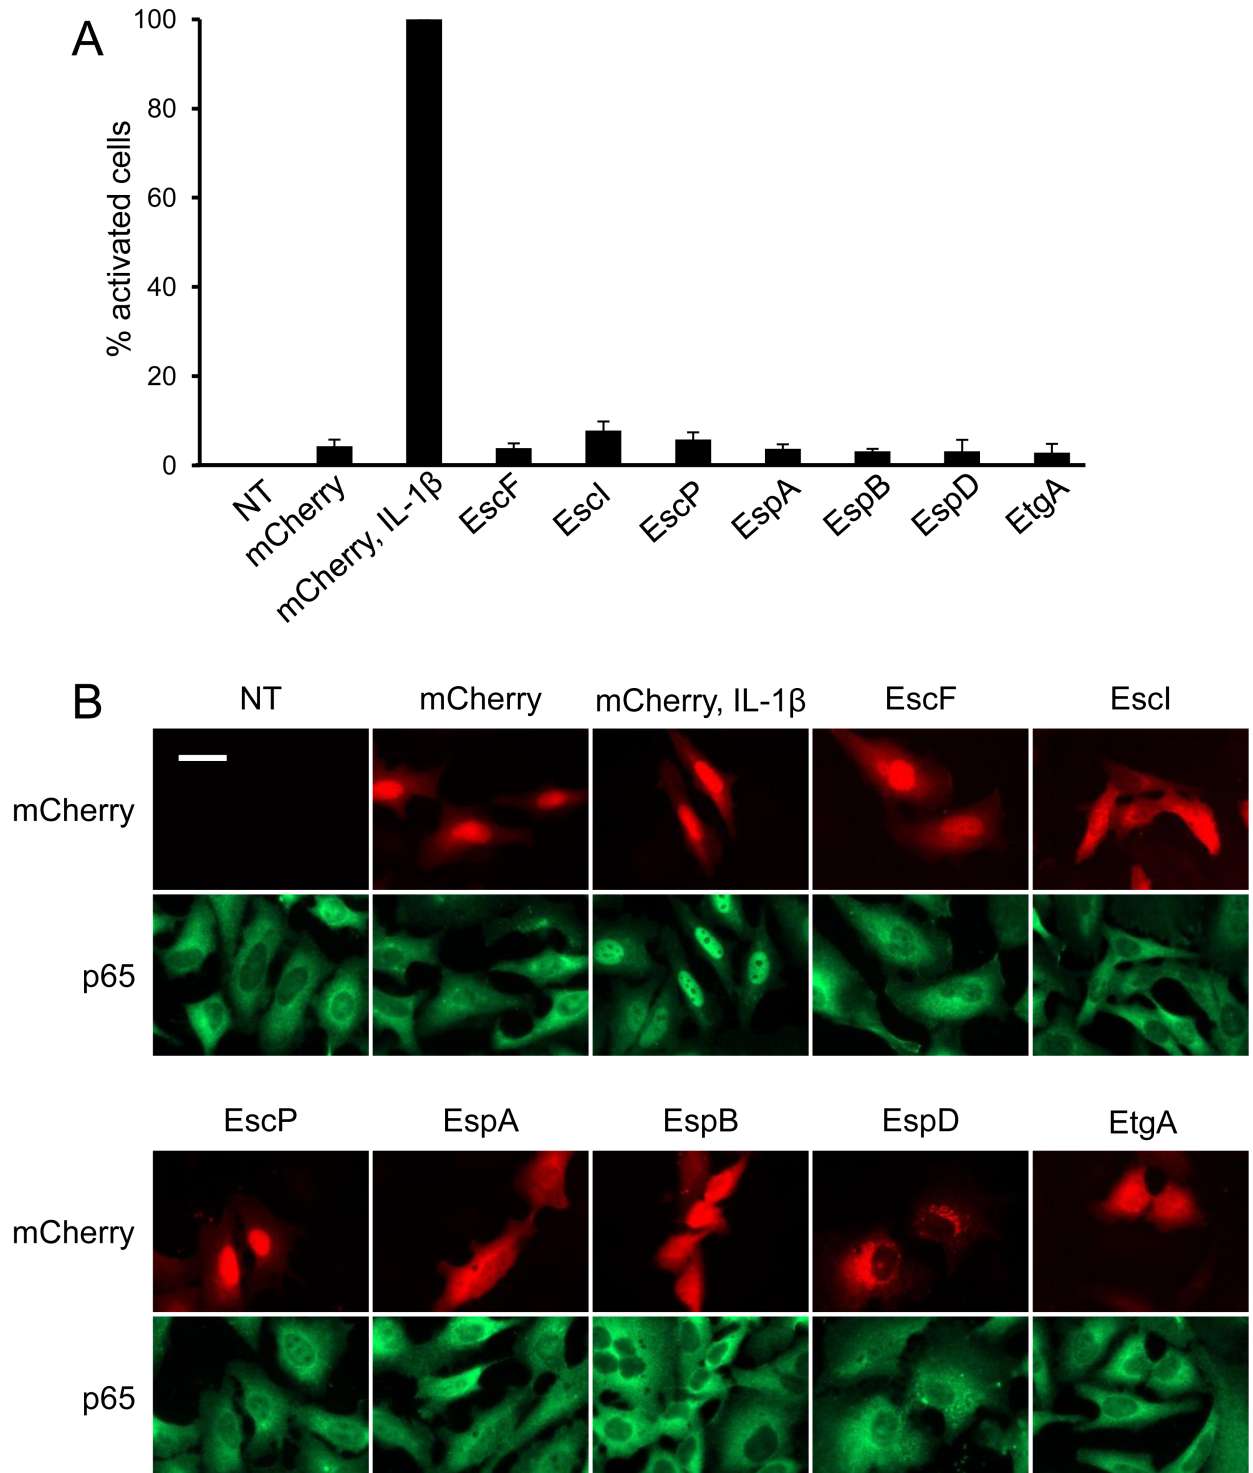 A
100
80
60
40
20
0
% activated cells
NT
mCherry
mCherry, IL-1β
EscF
EscI
EscP
EspA
EspB
EspD
EtgA
B
NT mCherry mCherry, IL-1β EscF EscI
mCherry
p65
EscP EspA EspB EspD EtgA
mCherry
p65